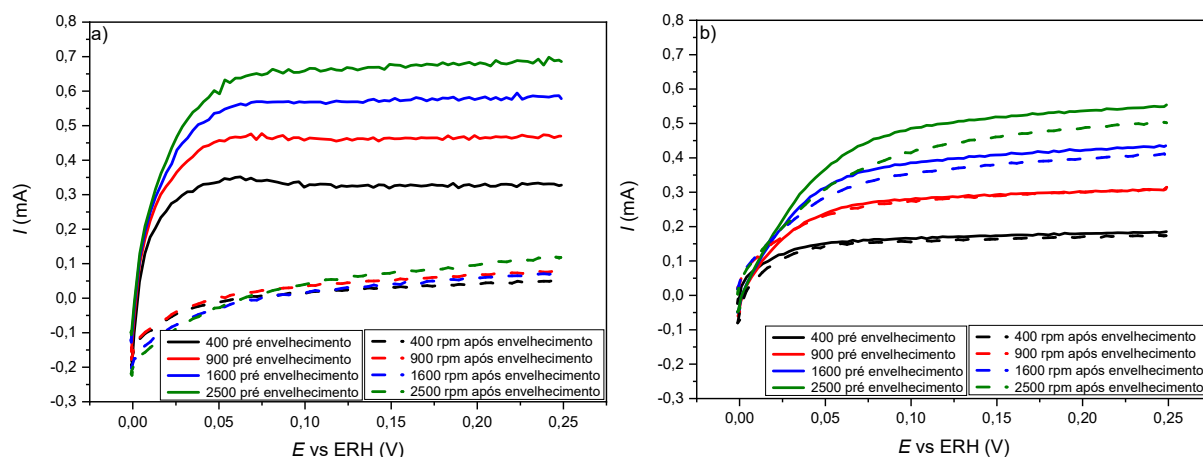 a)
0,8
0,7
0,6
0,5
0,4
0,3
0,2
0,1
0,0
-0,1
-0,2
-0,3
I (mA)
400 pré envelhecimento
900 pré envelhecimento
1600 pré envelhecimento
2500 pré envelhecimento
400 rpm após envelhecimento
900 rpm após envelhecimento
1600 rpm após envelhecimento
2500 rpm após envelhecimento
0,00 0,05 0,10 0,15 0,20 0,25
E vs ERH (V)
b)
0,8
0,7
0,6
0,5
0,4
0,3
0,2
0,1
0,0
-0,1
-0,2
-0,3
I (mA)
400 pré envelhecimento
900 pré envelhecimento
1600 pré envelhecimento
2500 pré envelhecimento
400 rpm após envelhecimento
900 rpm após envelhecimento
1600 rpm após envelhecimento
2500 rpm após envelhecimento
0,00 0,05 0,10 0,15 0,20 0,25
E vs ERH (V)